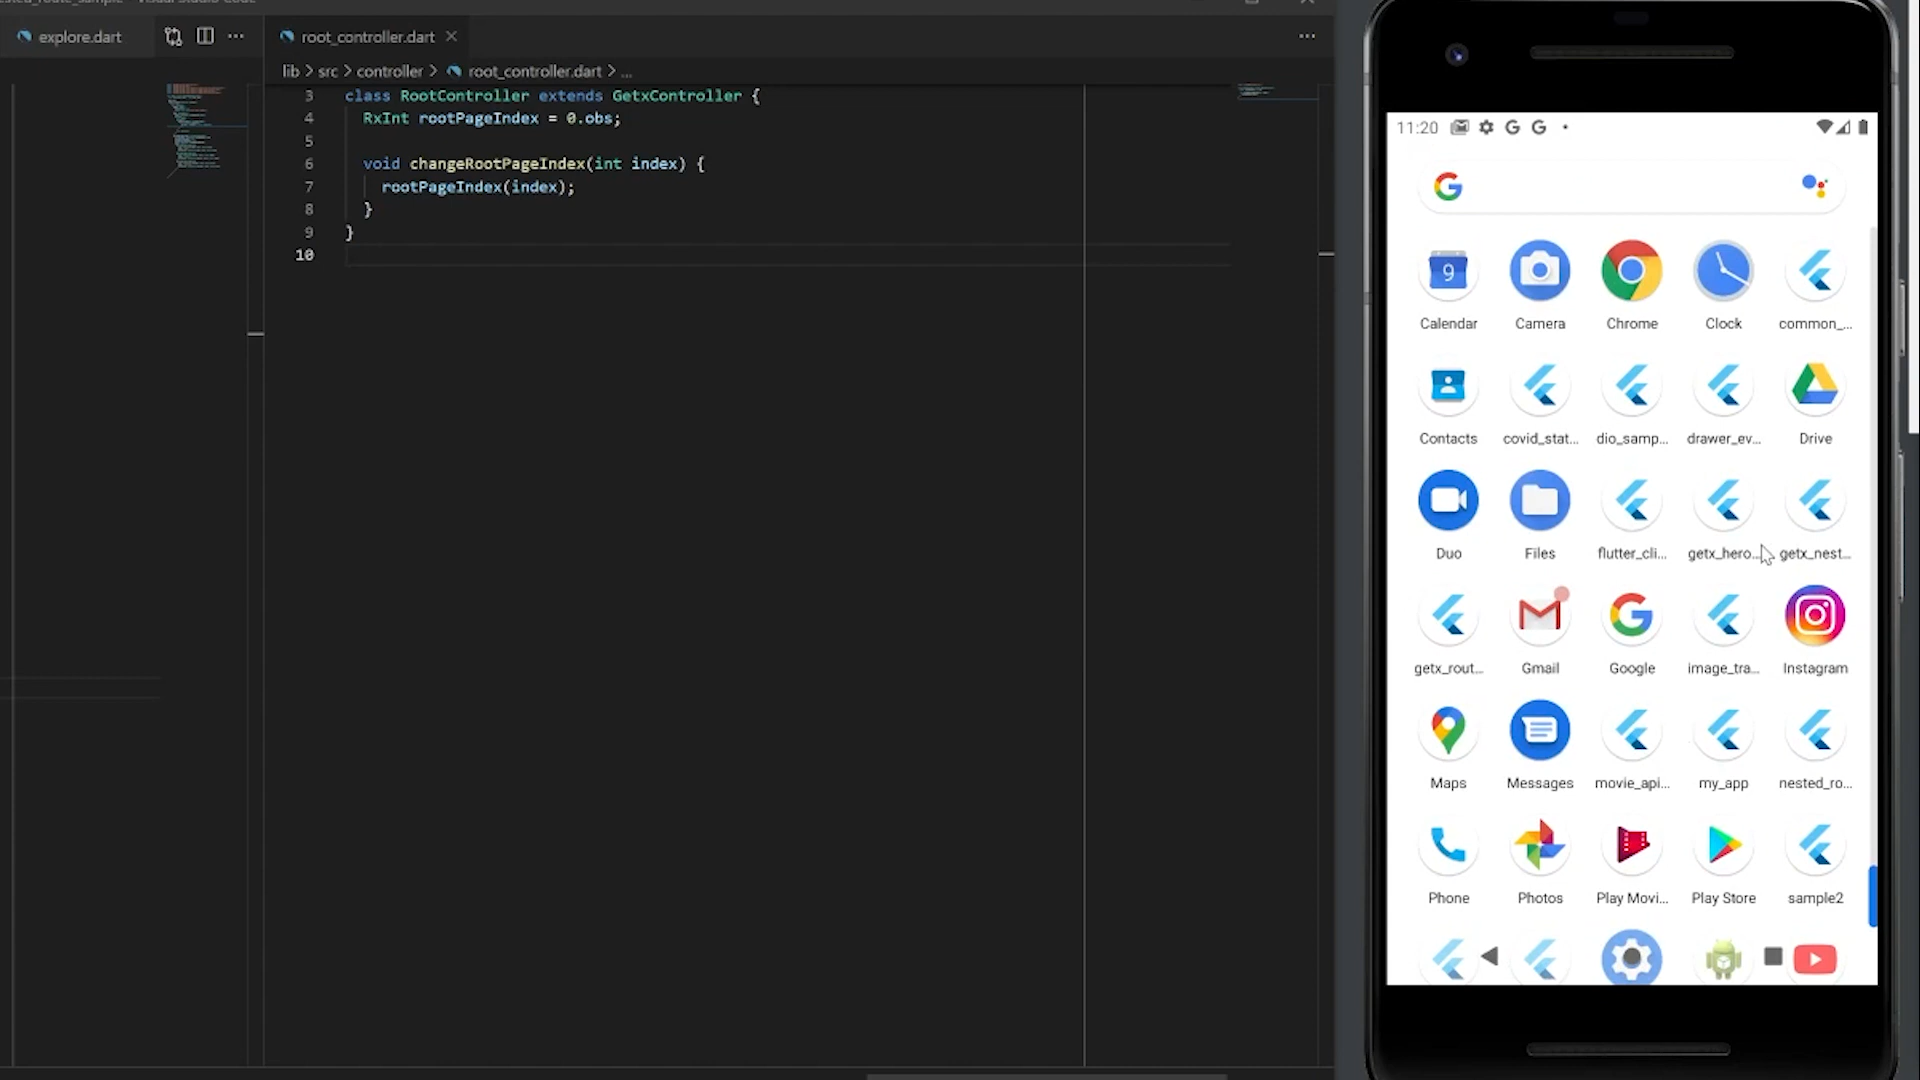 explore.dart
root_controller.dart
lib > src > controller > root_controller.dart > ...
3 class RootController extends GetxController {
4 RxInt rootPageIndex = 0.obs;
5
6 void changeRootPageIndex(int index) {
7 rootPageIndex(index);
8 }
9 }
10
11:20
9
Calendar
Camera
Chrome
Clock
common_...
Contacts
covid_stat...
dio_samp...
drawer_ev...
Drive
Duo
Files
flutter_cli...
getx_hero...
getx_nest...
getx_rout...
Gmail
Google
image_tra...
Instagram
Maps
Messages
movie_api...
my_app
nested_ro...
Phone
Photos
Play Movi...
Play Store
sample2